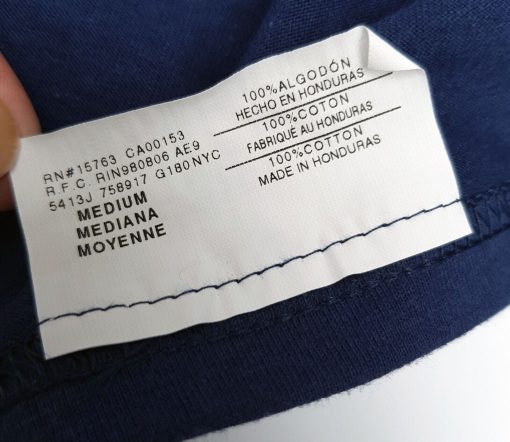 RN#15763 CA00153
R.F.C. RIN980806 AE9
5413J 758917 G180NYC
MEDIUM
MEDIANA
MOYENNE
100%ALGODÓN
HECHO EN HONDURAS
100%COTON
FABRIQUÉ AU HONDURAS
100%COTTON
MADE IN HONDURAS